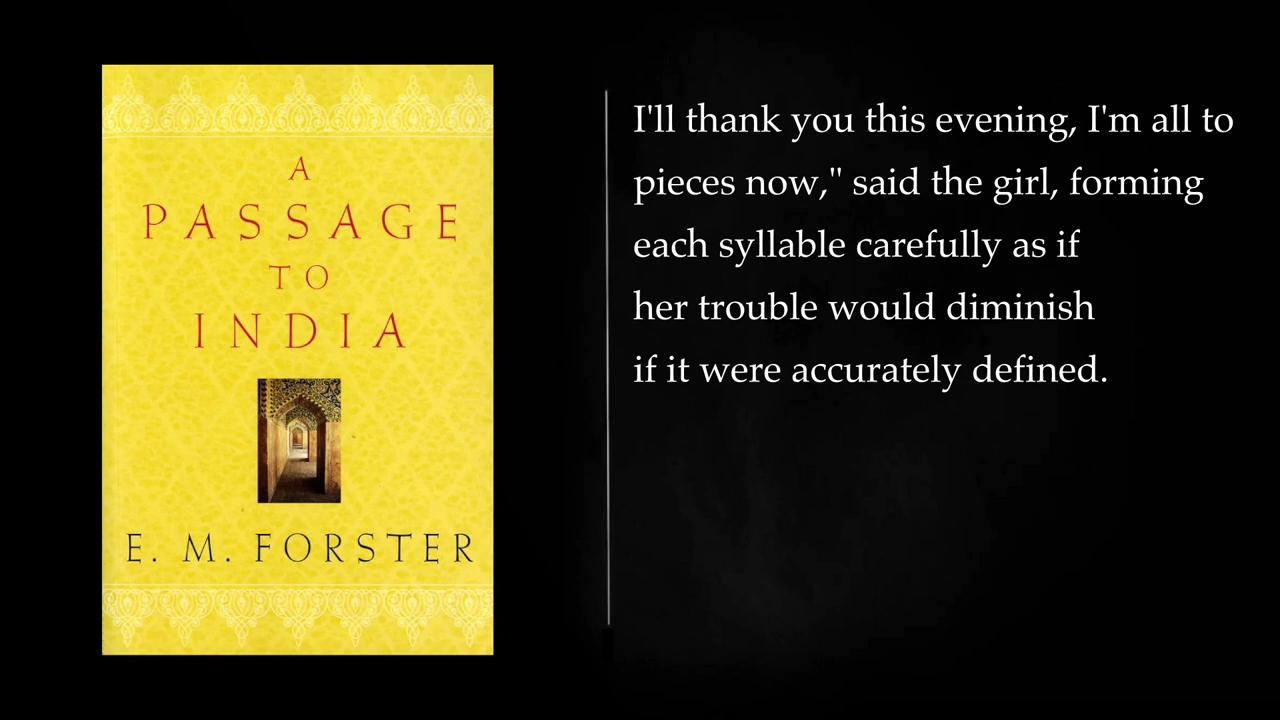 A
PASSAGE
TO
INDIA
E. M. FORSTER
I'll thank you this evening, I'm all to
pieces now," said the girl, forming
each syllable carefully as if
her trouble would diminish
if it were accurately defined.